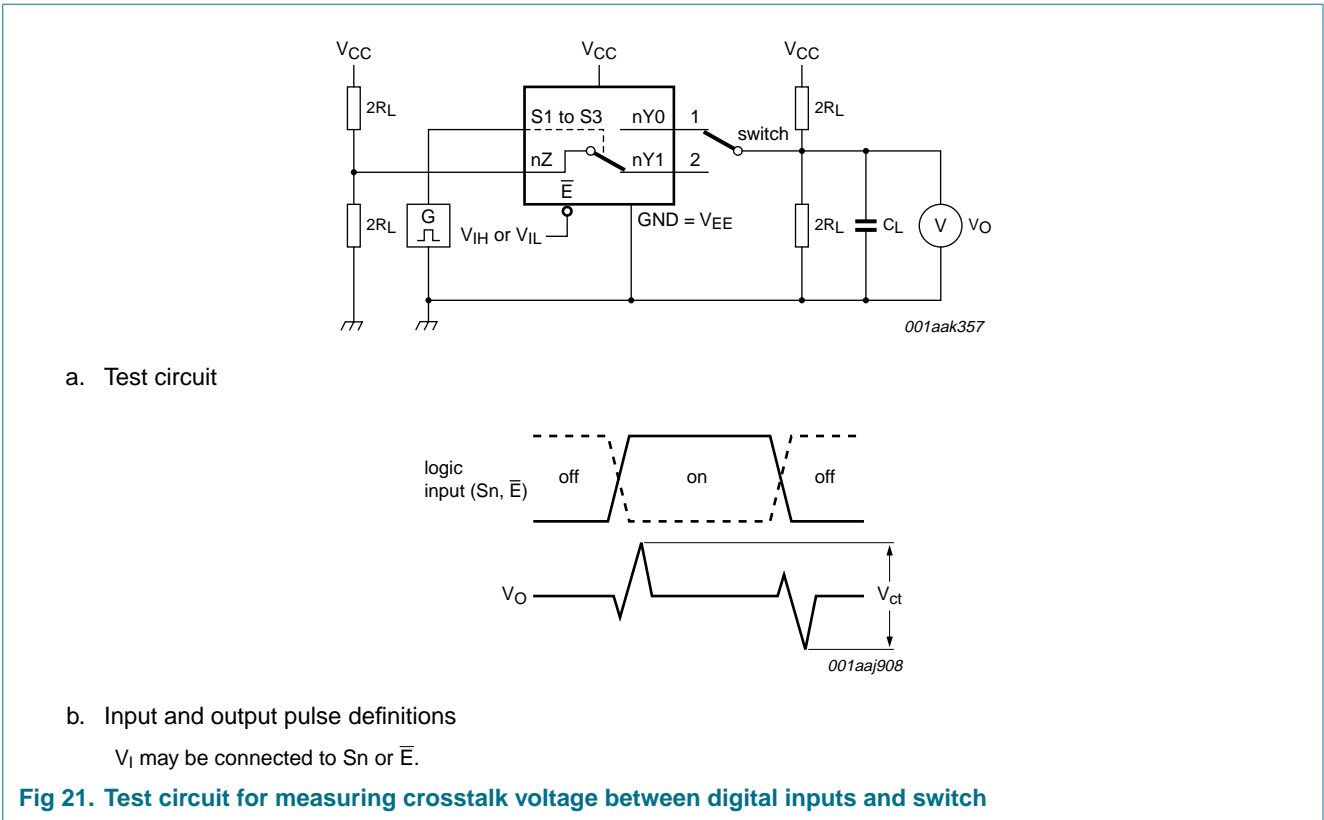 VCC VCC VCC
2RL S1 to S3 nY0 1 2RL
switch
nZ nY1 2
E̅
2RL G VIH or VIL GND = VEE 2RL CL V VO
001aak357
a. Test circuit
logic
input (Sn, E̅) off on off
VO Vct
001aaj908
b. Input and output pulse definitions
VI may be connected to Sn or E̅.
Fig 21. Test circuit for measuring crosstalk voltage between digital inputs and switch